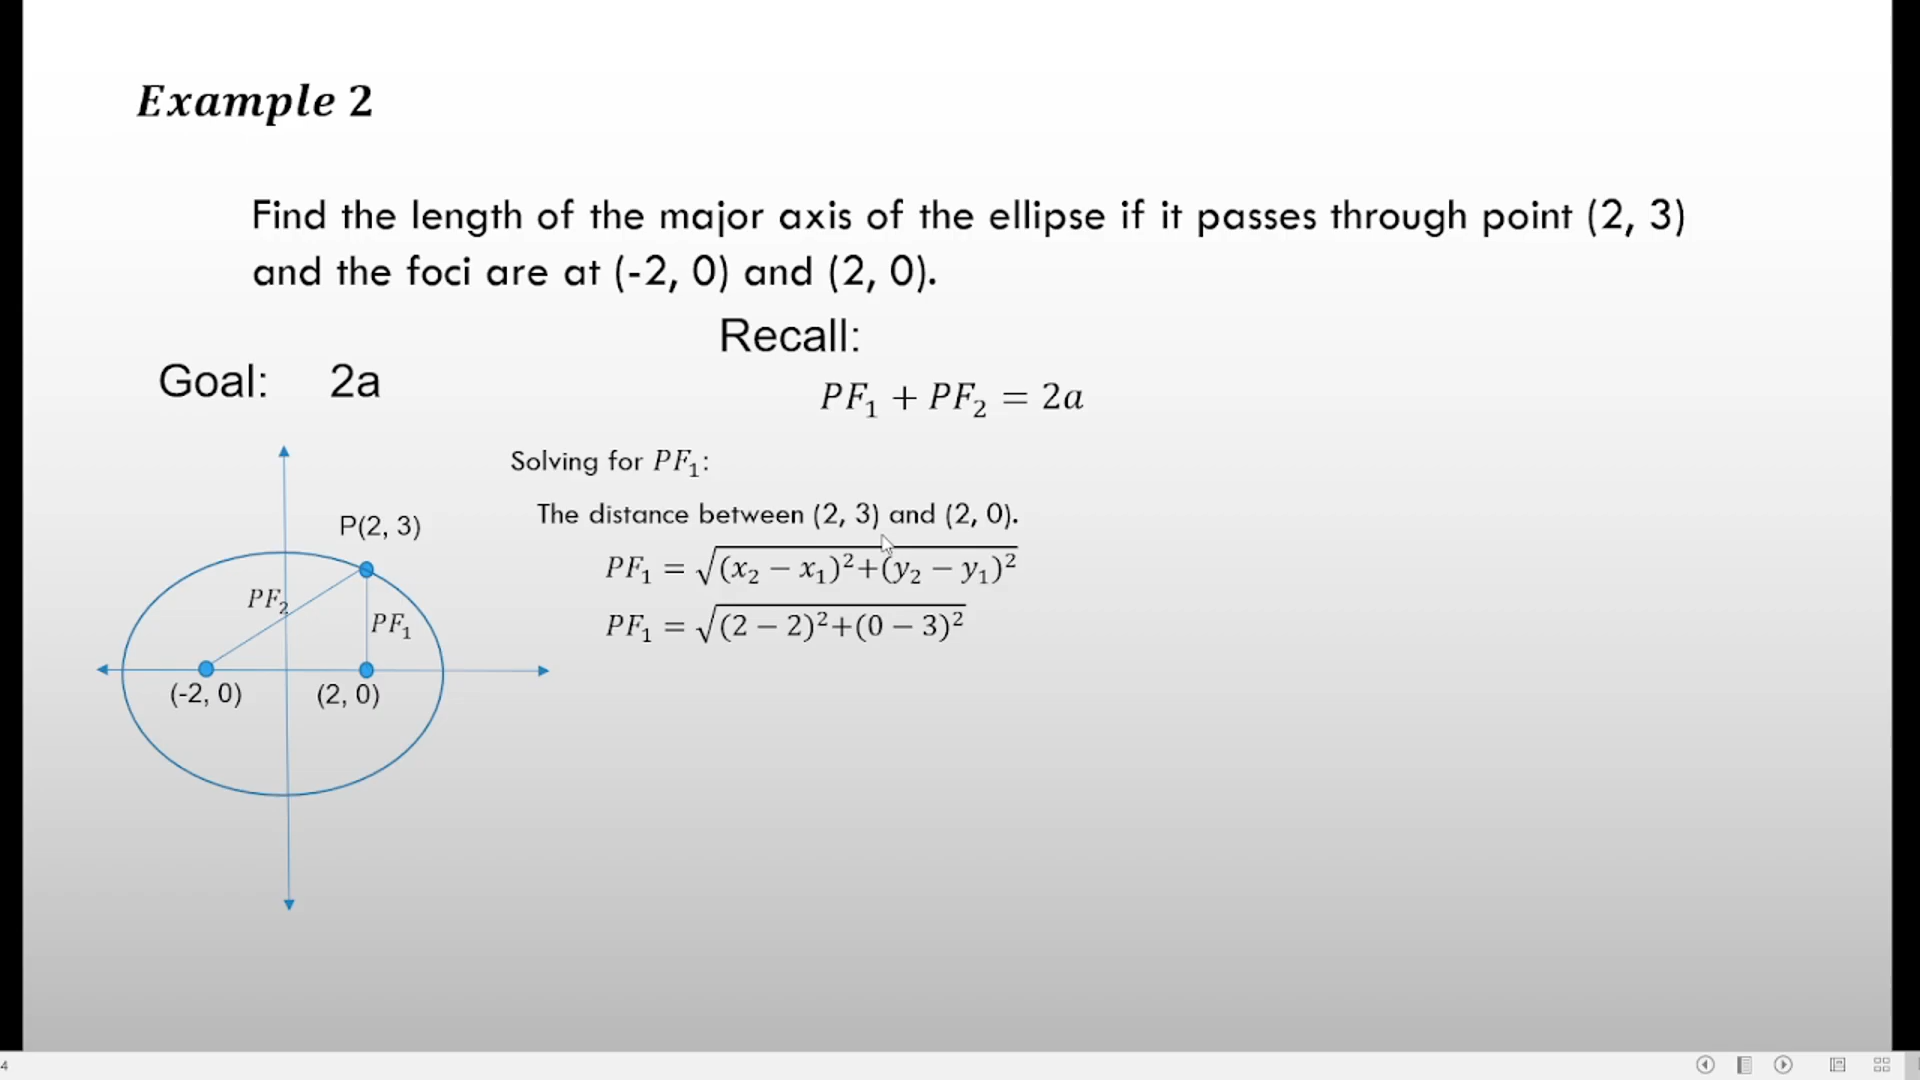 Example 2
Find the length of the major axis of the ellipse if it passes through point (2, 3)
and the foci are at (-2, 0) and (2, 0).
Recall:
Goal: 2a
PF₁ + PF₂ = 2a
Solving for PF₁:
The distance between (2, 3) and (2, 0).
PF₁ = √(x₂ − x₁)²+(y₂ − y₁)²
PF₁ = √(2 − 2)²+(0 − 3)²
P(2, 3)
PF₂
PF₁
(-2, 0)
(2, 0)
4